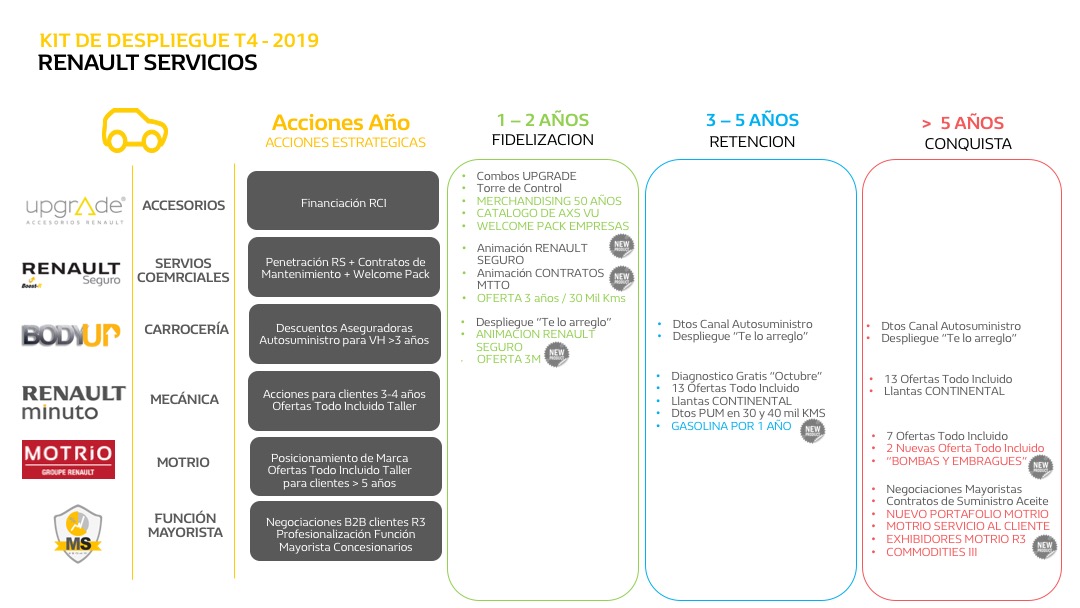 KIT DE DESPLIEGUE T4 - 2019
RENAULT SERVICIOS
Acciones Año
ACCIONES ESTRATEGICAS
1 – 2 AÑOS
FIDELIZACION
3 – 5 AÑOS
RETENCION
> 5 AÑOS
CONQUISTA
upgrAde®
ACCESORIOS RENAULT
ACCESORIOS
Financiación RCI
• Combos UPGRADE
• Torre de Control
• MERCHANDISING 50 AÑOS
• CATALOGO DE AXS VU
• WELCOME PACK EMPRESAS
RENAULT
Seguro
Boost-R
SERVIOS
COEMRCIALES
Penetración RS + Contratos de
Mantenimiento + Welcome Pack
• Animación RENAULT
SEGURO
NEW
PRODUCT
• Animación CONTRATOS
MTTO
NEW
PRODUCT
• OFERTA 3 años / 30 Mil Kms
BODYUP
CARROCERÍA
Descuentos Aseguradoras
Autosuministro para VH >3 años
• Despliegue “Te lo arreglo”
• ANIMACION RENAULT
SEGURO
• OFERTA 3M
NEW
PRODUCT
• Dtos Canal Autosuministro
• Despliegue “Te lo arreglo”
• Dtos Canal Autosuministro
• Despliegue “Te lo arreglo”
RENAULT
minuto
MECÁNICA
Acciones para clientes 3-4 años
Ofertas Todo Incluido Taller
• Diagnostico Gratis “Octubre”
• 13 Ofertas Todo Incluido
• Llantas CONTINENTAL
• Dtos PUM en 30 y 40 mil KMS
• GASOLINA POR 1 AÑO
NEW
PRODUCT
• 13 Ofertas Todo Incluido
• Llantas CONTINENTAL
MOTRiO
GROUPE RENAULT
MOTRIO
Posicionamiento de Marca
Ofertas Todo Incluido Taller
para clientes > 5 años
• 7 Ofertas Todo Incluido
• 2 Nuevas Oferta Todo Incluido
• “BOMBAS Y EMBRAGUES”
NEW
PRODUCT
MS
FUNCIÓN
MAYORISTA
Negociaciones B2B clientes R3
Profesionalización Función
Mayorista Concesionarios
• Negociaciones Mayoristas
• Contratos de Suministro Aceite
• NUEVO PORTAFOLIO MOTRIO
• MOTRIO SERVICIO AL CLIENTE
• EXHIBIDORES MOTRIO R3
• COMMODITIES III
NEW
PRODUCT